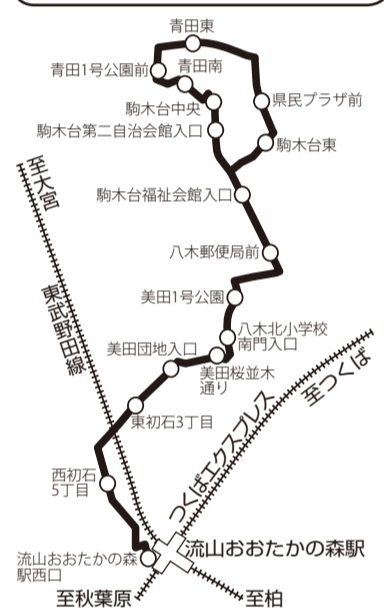 青田東
青田1号公園前
青田南
駒木台中央
県民プラザ前
駒木台第二自治会館入口
駒木台東
至大宮
駒木台福祉会館入口
東武野田線
八木郵便局前
美田1号公園
八木北小学校
南門入口
美田団地入口
美田桜並木
通り
至つくば
つくばエクスプレス
東初石3丁目
西初石
5丁目
流山おおたかの森駅
流山おおたかの森
駅西口
至秋葉原
至柏